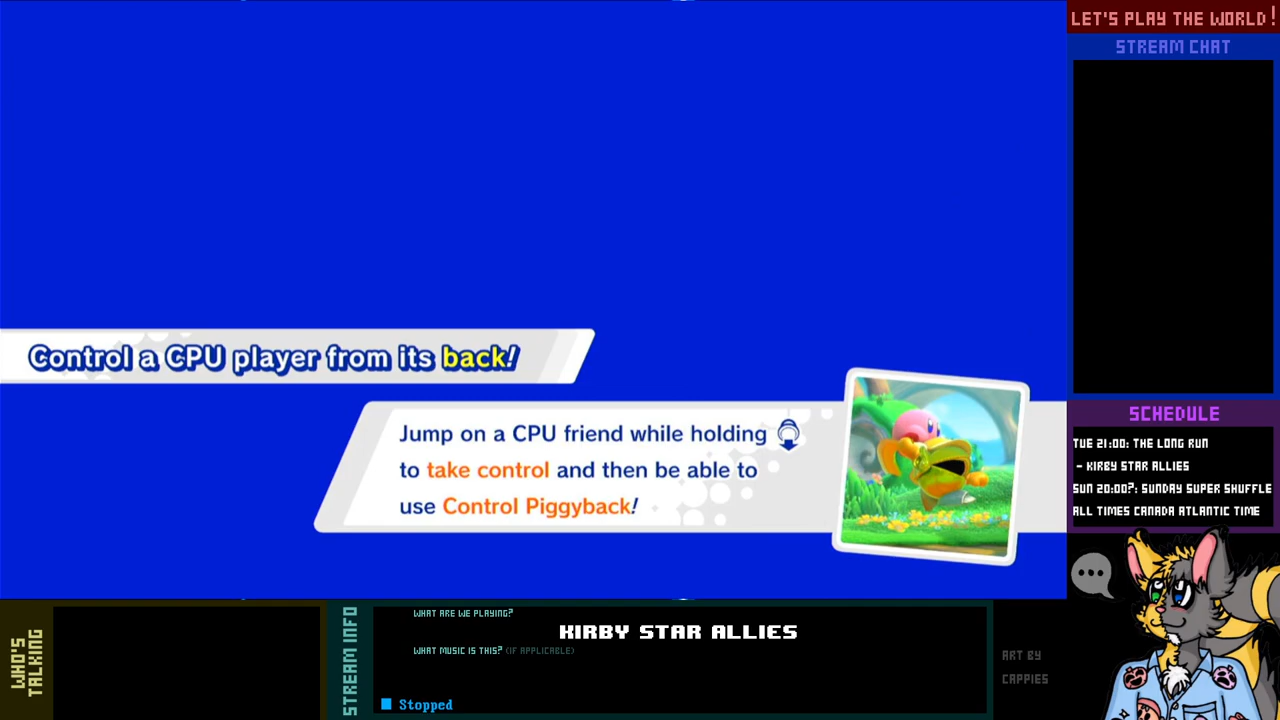 LET'S PLAY THE WORLD!
STREAM CHAT
Control a CPU player from its back!
Jump on a CPU friend while holding
to take control and then be able to
use Control Piggyback!
SCHEDULE
TUE 21:00: THE LONG RUN
- KIRBY STAR ALLIES
SUN 20:00?: SUNDAY SUPER SHUFFLE
ALL TIMES CANADA ATLANTIC TIME
WHO'S
TALKING
STREAM INFO
WHAT ARE WE PLAYING?
KIRBY STAR ALLIES
WHAT MUSIC IS THIS? (IF APPLICABLE)
Stopped
ART BY
CAPPIES